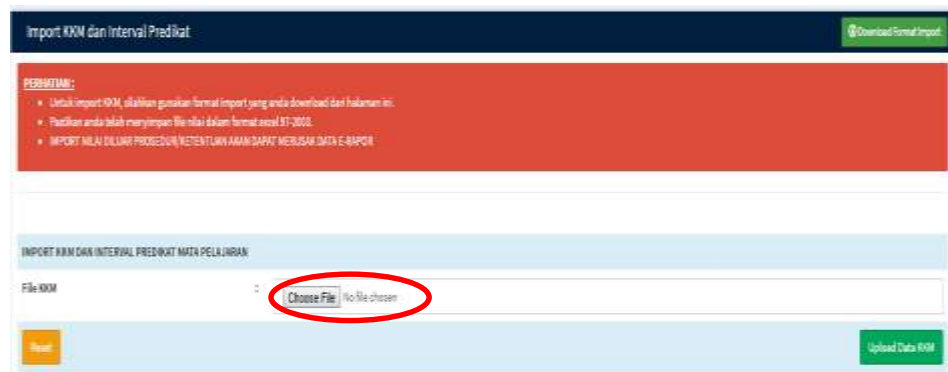 Import KKM dan Interval Predikat
Download Format Import
PERHATIAN :
Untuk import KKM, silahkan gunakan format import yang anda download dari halaman ini.
Pastikan anda telah menyimpan file nilai dalam format excel 97-2003.
IMPORT NILAI DILUAR PROSEDUR/KETENTUAN AKAN DAPAT MERUSAK DATA E-RAPOR
IMPORT KKM DAN INTERVAL PREDIKAT MATA PELAJARAN
File KKM : Choose File No file chosen
Reset Upload Data KKM